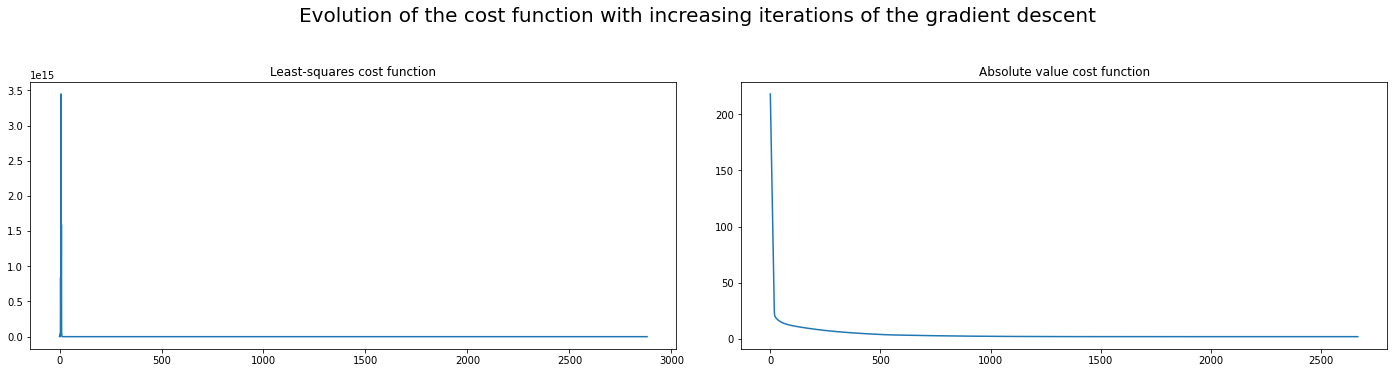 Evolution of the cost function with increasing iterations of the gradient descent
Least-squares cost function
1e15
3.5
3.0
2.5
2.0
1.5
1.0
0.5
0.0
0 500 1000 1500 2000 2500 3000
Absolute value cost function
200
150
100
50
0
0 500 1000 1500 2000 2500